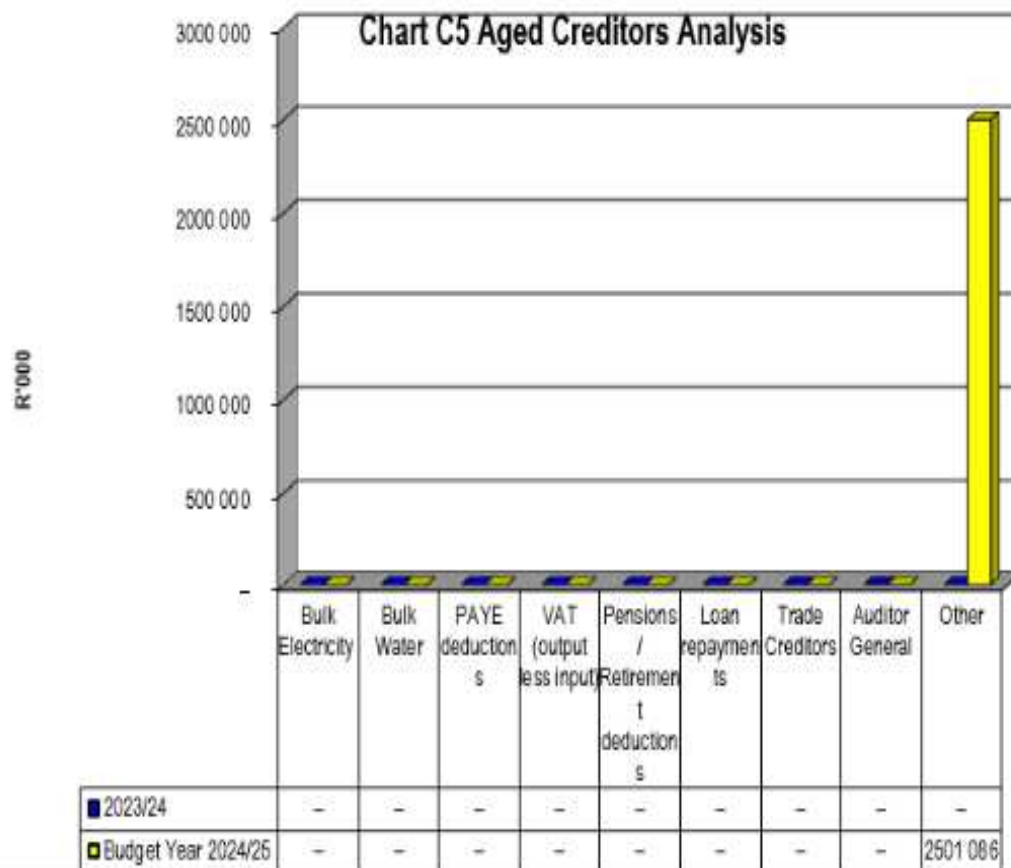 Chart C5 Aged Creditors Analysis
R'000
3000 000
2500 000
2000 000
1500 000
1000 000
500 000
–
Bulk
Electricity
Bulk
Water
PAYE
deduction
s
VAT
(output
less input)
Pensions
/
Retiremen
t
deduction
s
Loan
repaymen
ts
Trade
Creditors
Auditor
General
Other
2023/24 – – – – – – – – –
Budget Year 2024/25 – – – – – – – – 2501 086